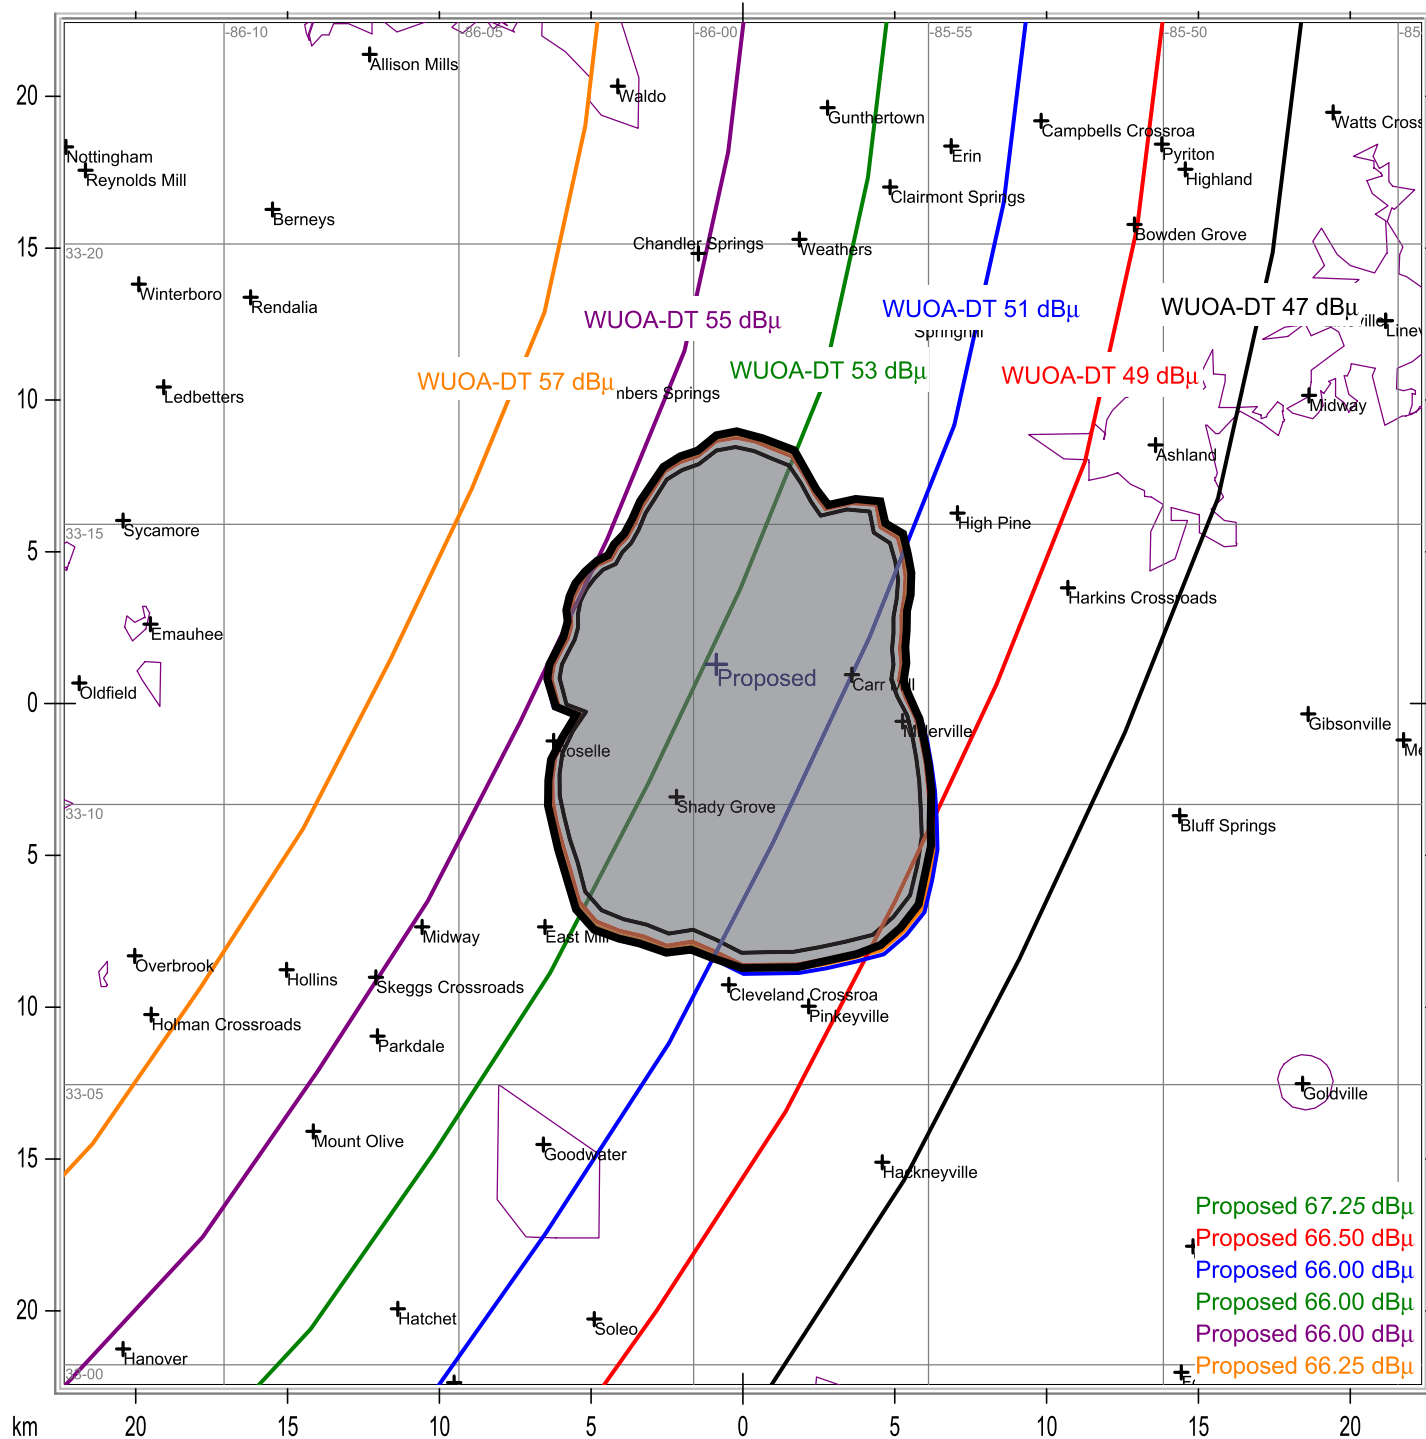 -86-10
-86-05
-86-00
-85-55
-85-50
-85-
Allison Mills
20
Waldo
Gunthertown
Watts Cross
Campbells Crossroa
Nottingham
Erin
Pyriton
Reynolds Mill
Highland
Clairmont Springs
Berneys
Bowden Grove
15
Chandler Springs
Weathers
33-20
Winterboro
Rendalia
WUOA-DT 55 dBµ
WUOA-DT 51 dBµ
WUOA-DT 47 dBµ
Linev
WUOA-DT 57 dBµ
WUOA-DT 53 dBµ
WUOA-DT 49 dBµ
10
Ledbetters
nbers Springs
Midway
Ashland
Sycamore
High Pine
33-15
5
Harkins Crossroads
Emauhee
Proposed
Carr Mill
Oldfield
0
Gibsonville
Millerville
Me
Roselle
Shady Grove
33-10
Bluff Springs
5
Midway
East Mill
Overbrook
Hollins
Skeggs Crossroads
Cleveland Crossroa
10
Holman Crossroads
Pinkeyville
Parkdale
33-05
Goldville
Mount Olive
Goodwater
15
Hackneyville
Proposed 67.25 dBµ
Proposed 66.50 dBµ
Proposed 66.00 dBµ
Proposed 66.00 dBµ
Proposed 66.00 dBµ
Proposed 66.25 dBµ
20
Hatchet
Soleo
Hanover
33-00
km
20
15
10
5
0
5
10
15
20